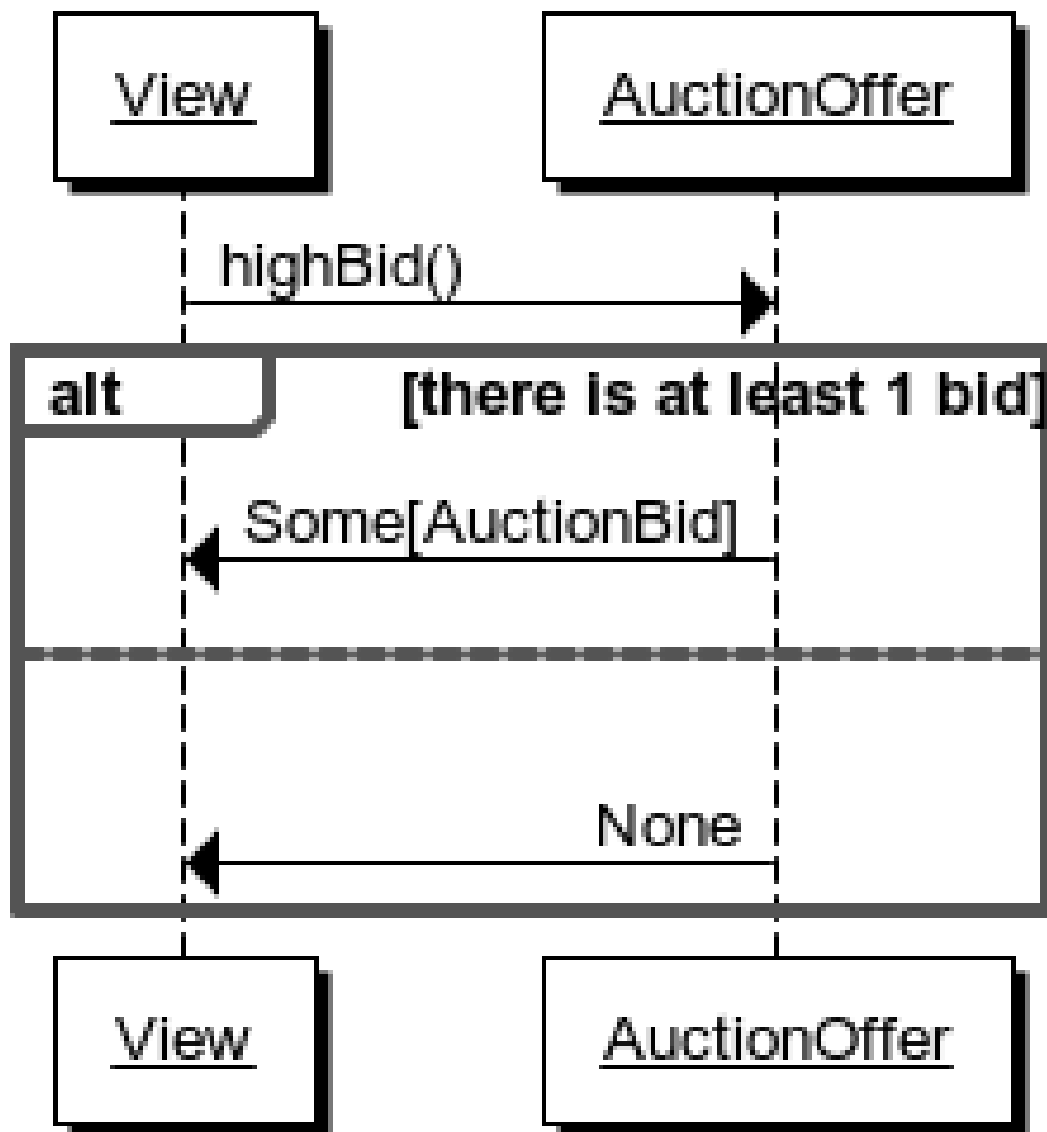 View
AuctionOffer
highBid()
alt
[there is at least 1 bid]
Some[AuctionBid]
None
View
AuctionOffer